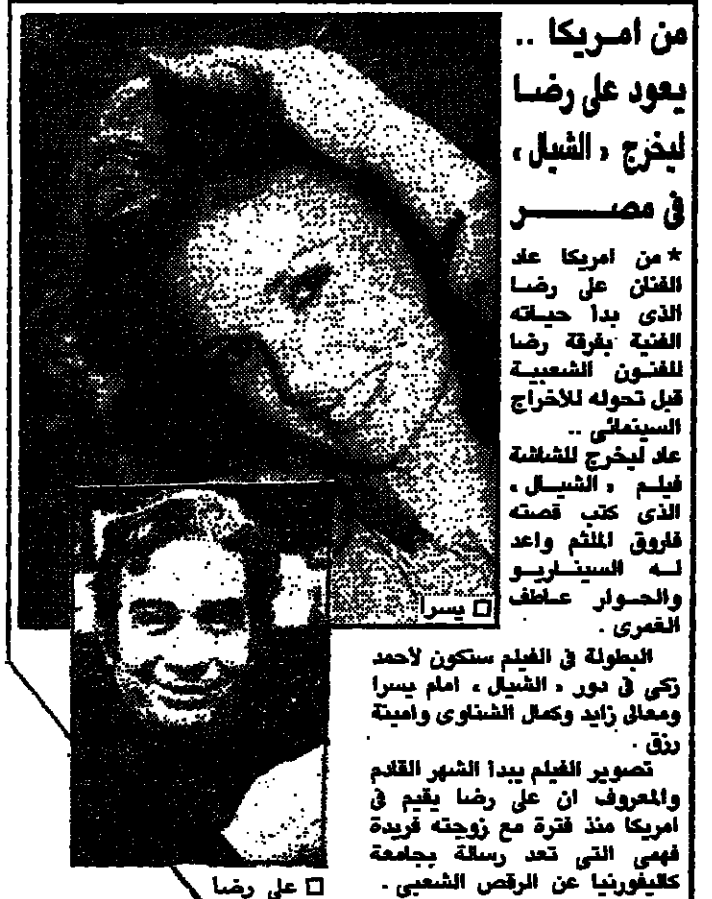 من امريكا ..
يعود على رضا
ليخرج « الشيال »
فى مصر
* من امريكا عاد
الفنان على رضا
الذى بدأ حياته
الفنية بفرقة رضا
للفنون الشعبية
قبل تحوله للأخراج
السينمائى ..
عاد ليخرج للشاشة
فيلم « الشيال »
الذى كتب قصته
فاروق الملثم واعد
له السيناريو
والحوار عاطف
الغمرى .
البطولة فى الفيلم ستكون لأحمد
زكى فى دور « الشيال » امام يسرا
ومعالى زايد وكمال الشناوى وامينة
رزق .
تصوير الفيلم يبدأ الشهر القادم
والمعروف ان على رضا يقيم فى
امريكا منذ فترة مع زوجته فريدة
فهمى التى تعد رسالة بجامعة
كاليفورنيا عن الرقص الشعبى .
□ يسرا
□ على رضا